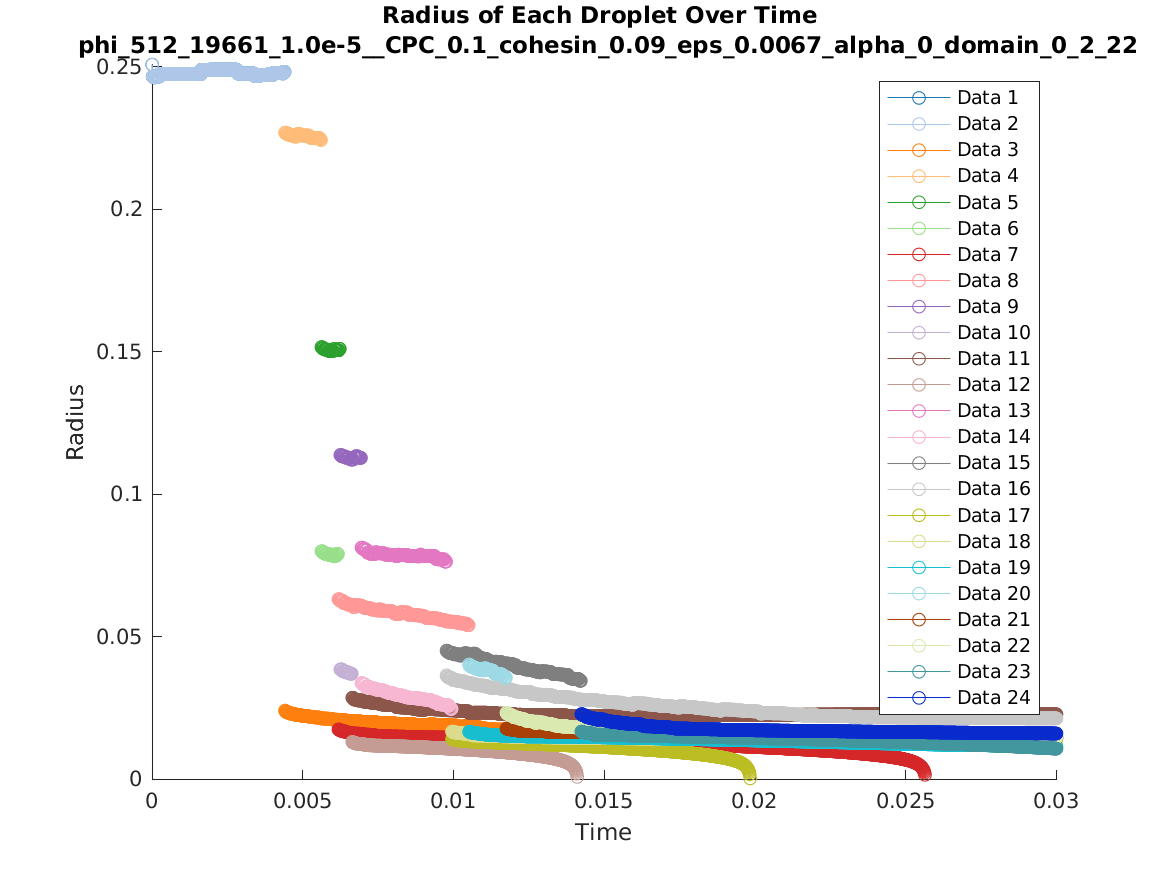 Radius of Each Droplet Over Time
phi_512_19661_1.0e-5__CPC_0.1_cohesin_0.09_eps_0.0067_alpha_0_domain_0_2_22
0.25
0.2
0.15
0.1
0.05
0
Radius
0
0.005
0.01
0.015
0.02
0.025
0.03
Time
Data 1
Data 2
Data 3
Data 4
Data 5
Data 6
Data 7
Data 8
Data 9
Data 10
Data 11
Data 12
Data 13
Data 14
Data 15
Data 16
Data 17
Data 18
Data 19
Data 20
Data 21
Data 22
Data 23
Data 24